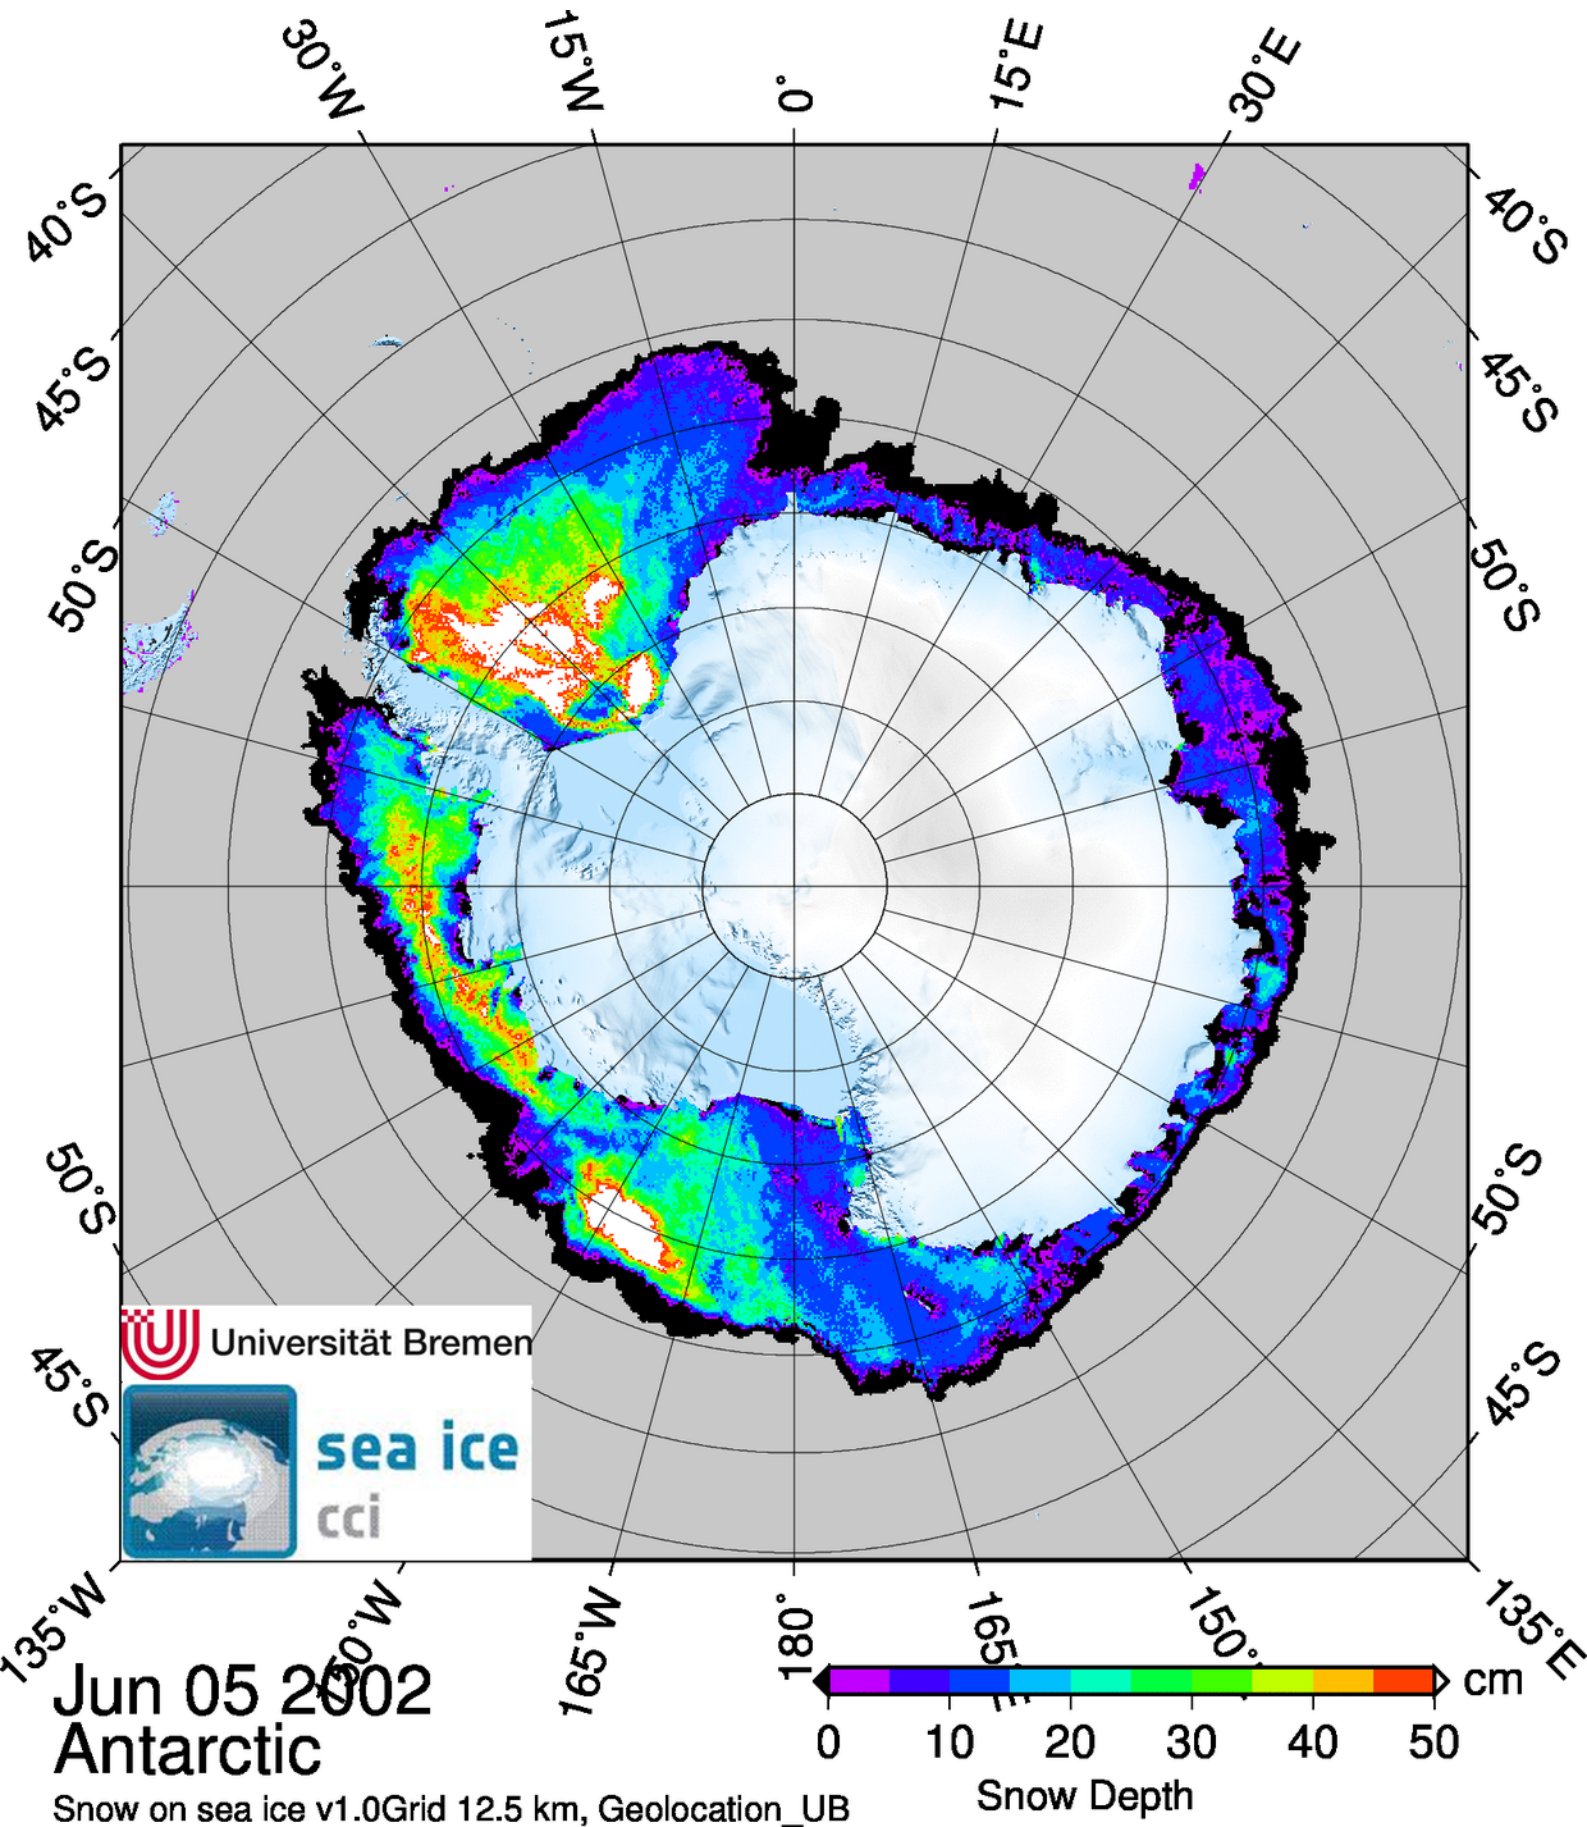 30°W 15°W 0° 15°E 30°E
40°S 40°S
45°S 45°S
50°S 50°S
50°S 50°S
45°S 45°S
Universität Bremen
sea ice
cci
135°W 150°W 165°W 180° 165°E 150° 135°E
Jun 05 2002
Antarctic
Snow on sea ice v1.0Grid 12.5 km, Geolocation_UB
cm
0 10 20 30 40 50
Snow Depth